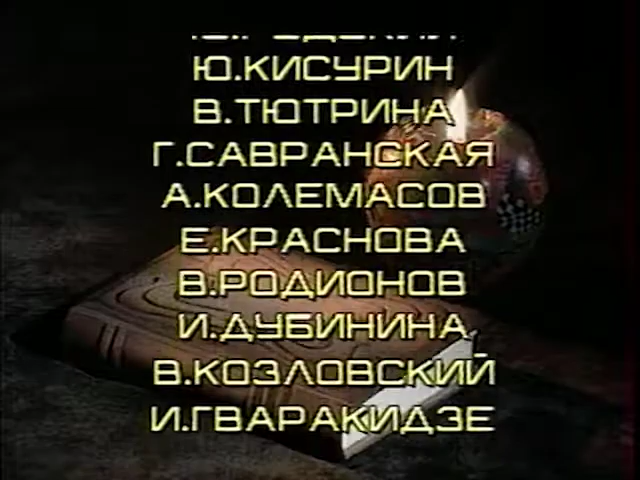 Ю.КИСУРИН
В.ТЮТРИНА
Г.САВРАНСКАЯ
А.КОЛЕМАСОВ
Е.КРАСНОВА
В.РОДИОНОВ
И.ДУБИНИНА
В.КОЗЛОВСКИЙ
И.ГВАРАКИДЗЕ